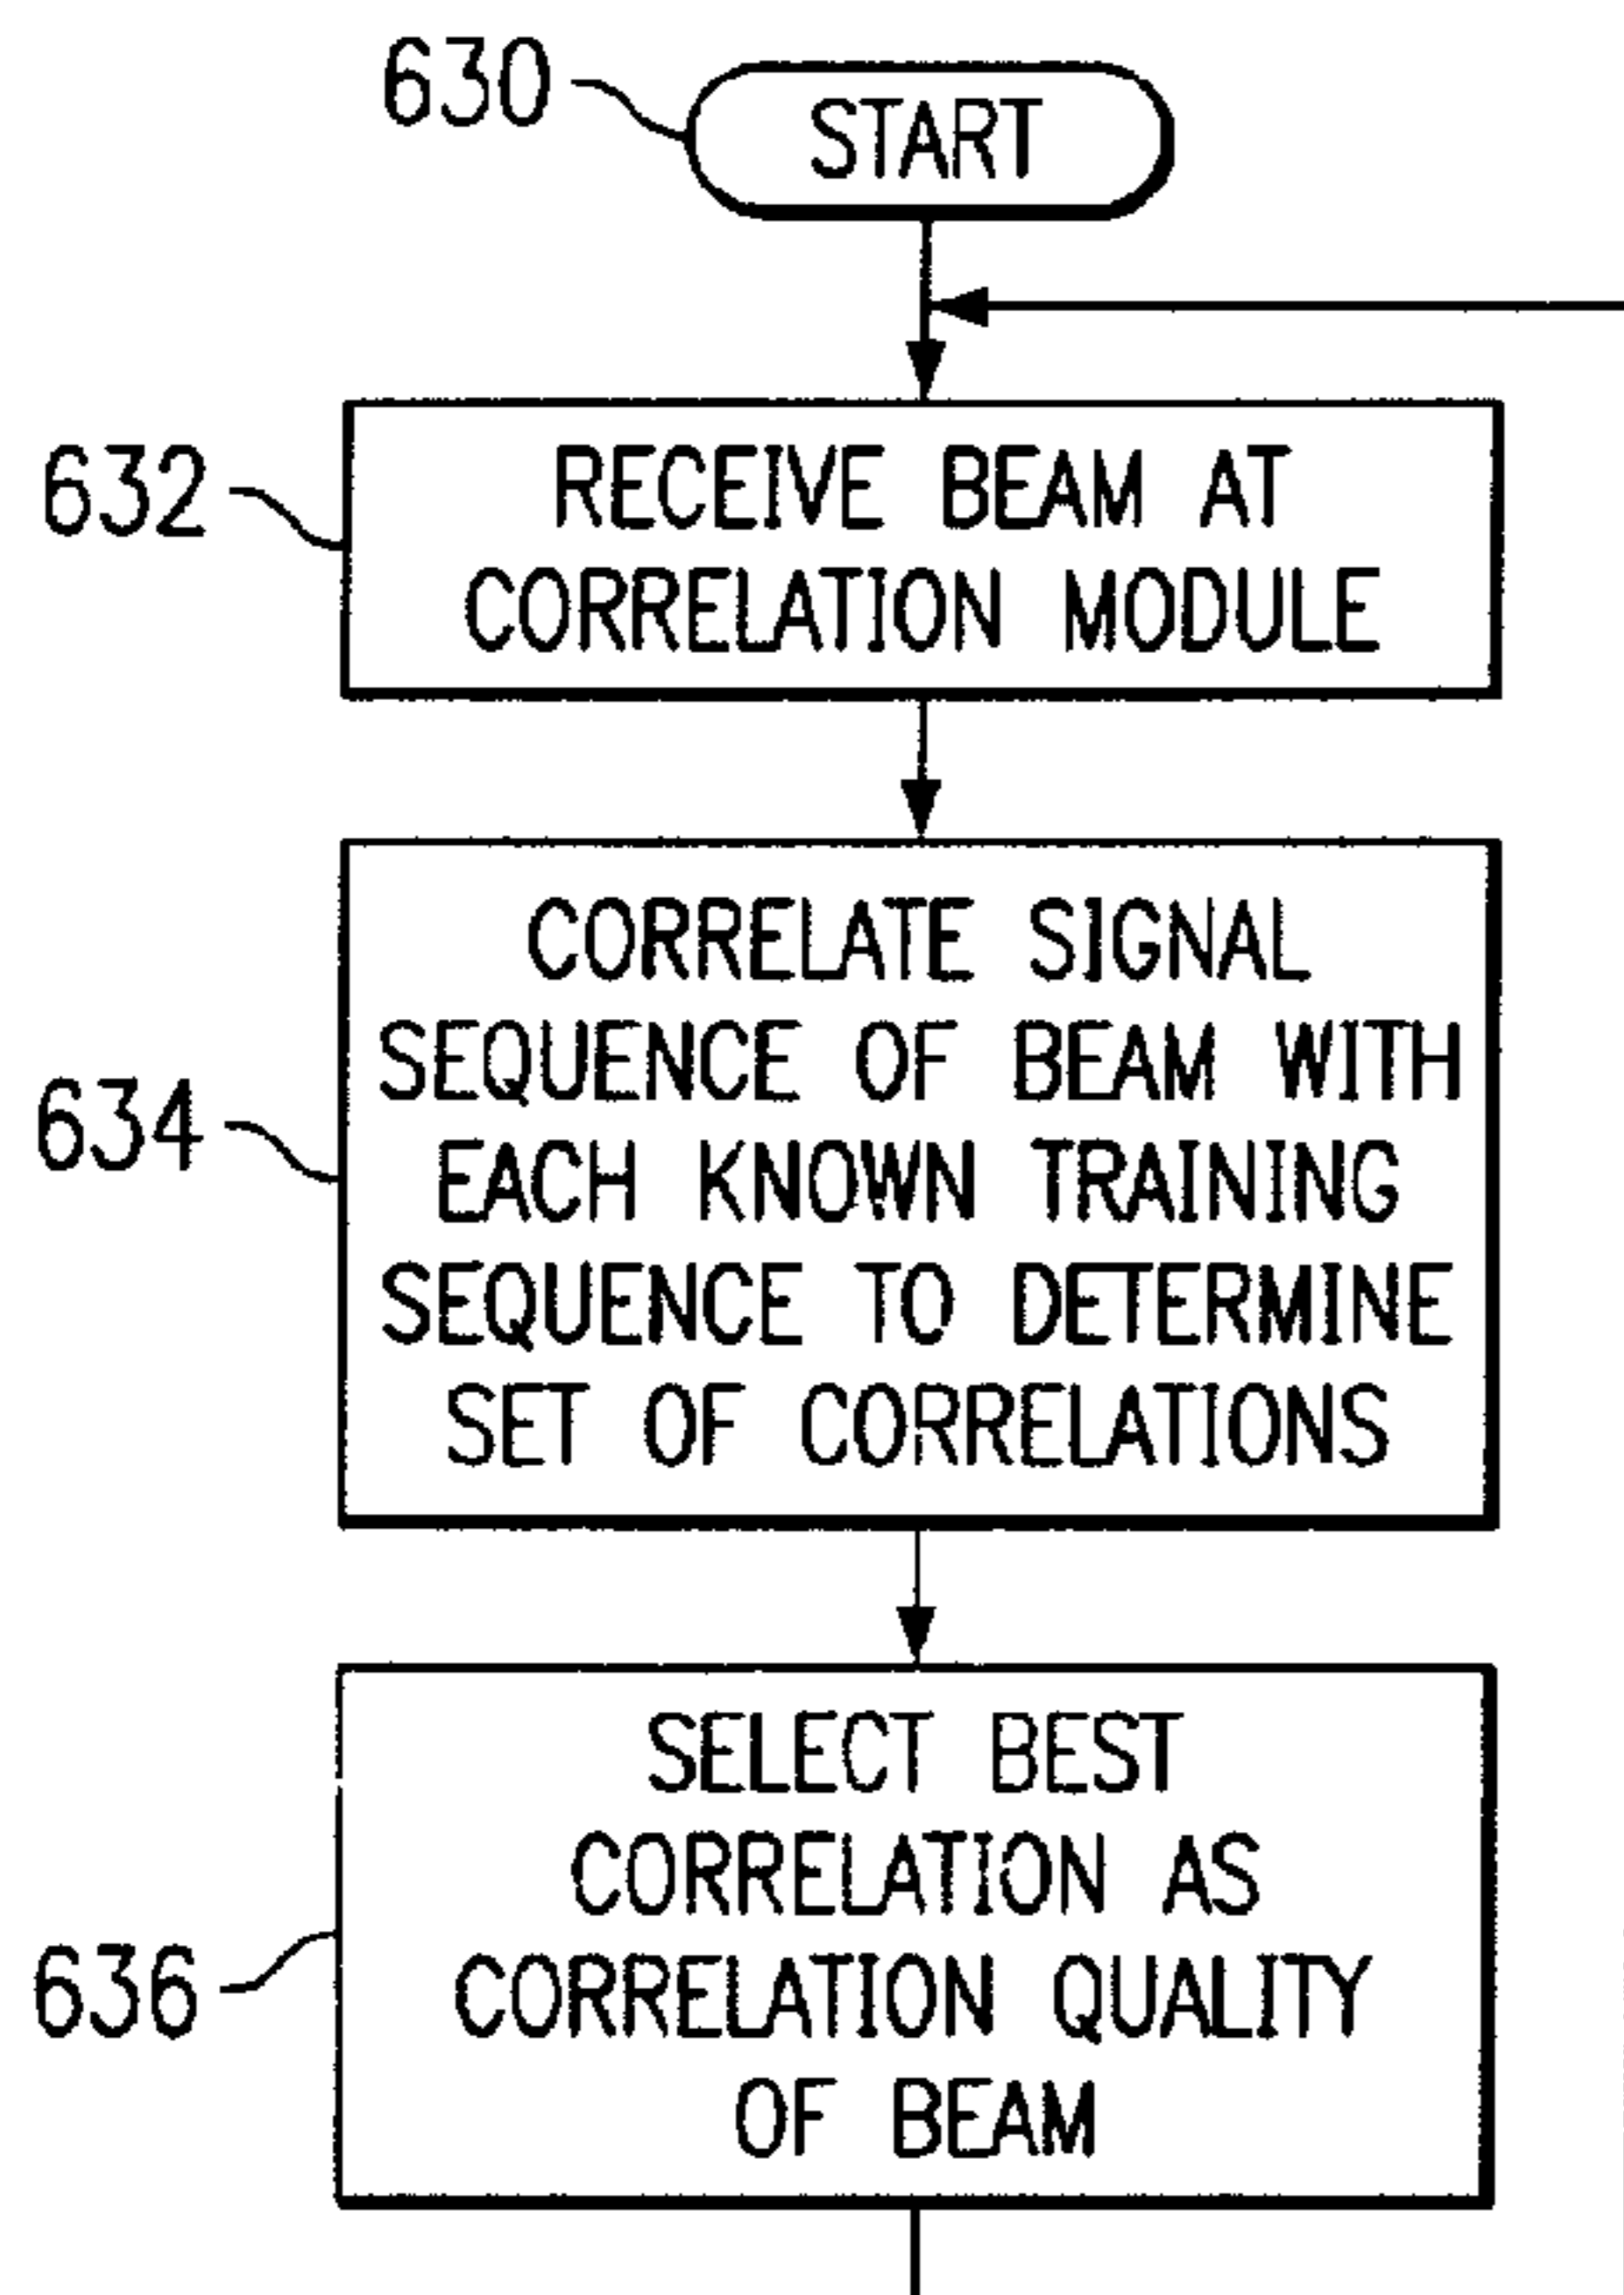 630
START
632
RECEIVE BEAM AT
CORRELATION MODULE
634
CORRELATE SIGNAL
SEQUENCE OF BEAM WITH
EACH KNOWN TRAINING
SEQUENCE TO DETERMINE
SET OF CORRELATIONS
636
SELECT BEST
CORRELATION AS
CORRELATION QUALITY
OF BEAM